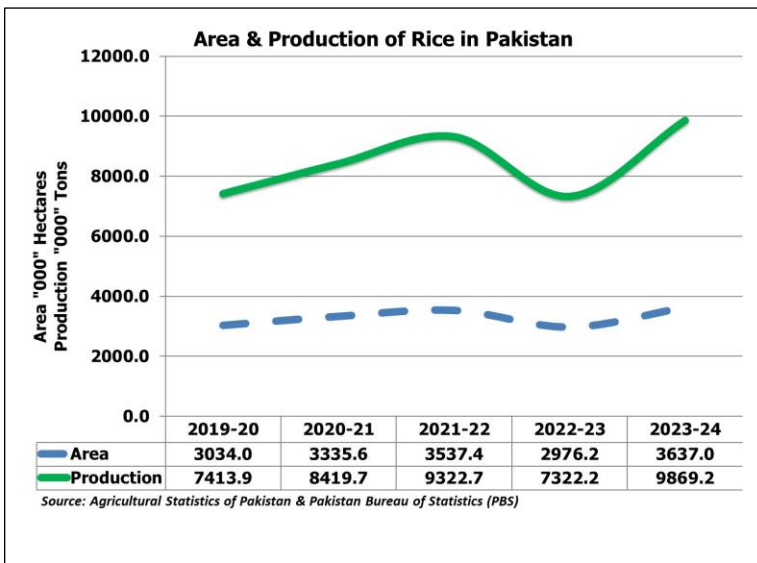 Area & Production of Rice in Pakistan
12000.0
10000.0
8000.0
6000.0
4000.0
2000.0
0.0
Area "000" Hectares
Production "000" Tons
2019-20 2020-21 2021-22 2022-23 2023-24
Area 3034.0 3335.6 3537.4 2976.2 3637.0
Production 7413.9 8419.7 9322.7 7322.2 9869.2
Source: Agricultural Statistics of Pakistan & Pakistan Bureau of Statistics (PBS)